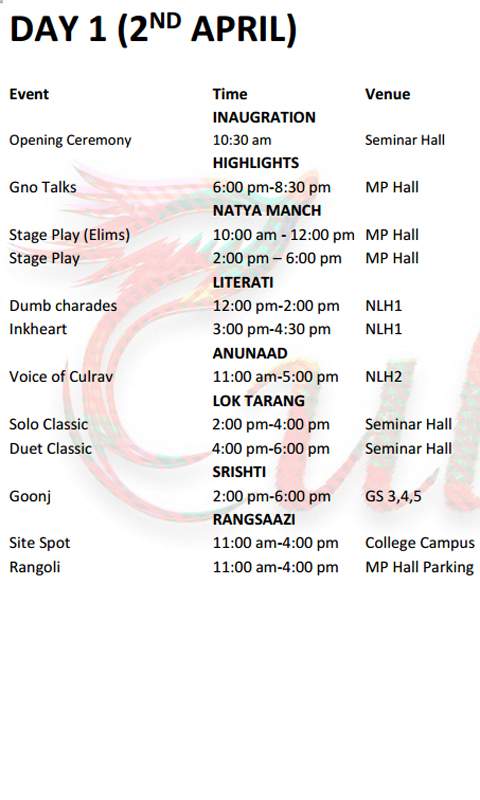 DAY 1 (2ND APRIL)
Event Time Venue
INAUGRATION
Opening Ceremony 10:30 am Seminar Hall
HIGHLIGHTS
Gno Talks 6:00 pm-8:30 pm MP Hall
NATYA MANCH
Stage Play (Elims) 10:00 am - 12:00 pm MP Hall
Stage Play 2:00 pm – 6:00 pm MP Hall
LITERATI
Dumb charades 12:00 pm-2:00 pm NLH1
Inkheart 3:00 pm-4:30 pm NLH1
ANUNAAD
Voice of Culrav 11:00 am-5:00 pm NLH2
LOK TARANG
Solo Classic 2:00 pm-4:00 pm Seminar Hall
Duet Classic 4:00 pm-6:00 pm Seminar Hall
SRISHTI
Goonj 2:00 pm-6:00 pm GS 3,4,5
RANGSAAZI
Site Spot 11:00 am-4:00 pm College Campus
Rangoli 11:00 am-4:00 pm MP Hall Parking